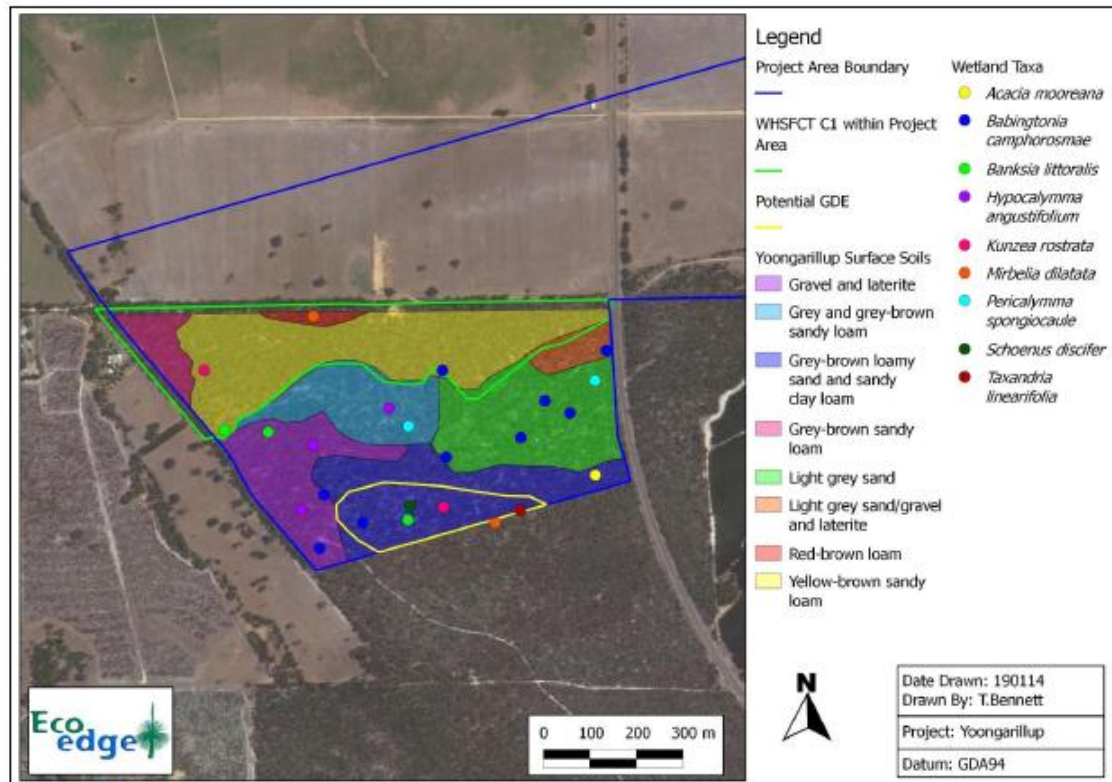 Legend
Project Area Boundary
WHSFCT C1 within Project
Area
Potential GDE
Yoongarillup Surface Soils
Gravel and laterite
Grey and grey-brown
sandy loam
Grey-brown loamy
sand and sandy
clay loam
Grey-brown sandy
loam
Light grey sand
Light grey sand/gravel
and laterite
Red-brown loam
Yellow-brown sandy
loam
Wetland Taxa
Acacia mooreana
Babingtonia
camphorosmae
Banksia littoralis
Hypocalymma
angustifolium
Kunzea rostrata
Mirbelia dilatata
Pericalymma
spongiocaule
Schoenus discifer
Taxandria
linearifolia
Eco
edge
0 100 200 300 m
N
Date Drawn: 190114
Drawn By: T.Bennett
Project: Yoongarillup
Datum: GDA94